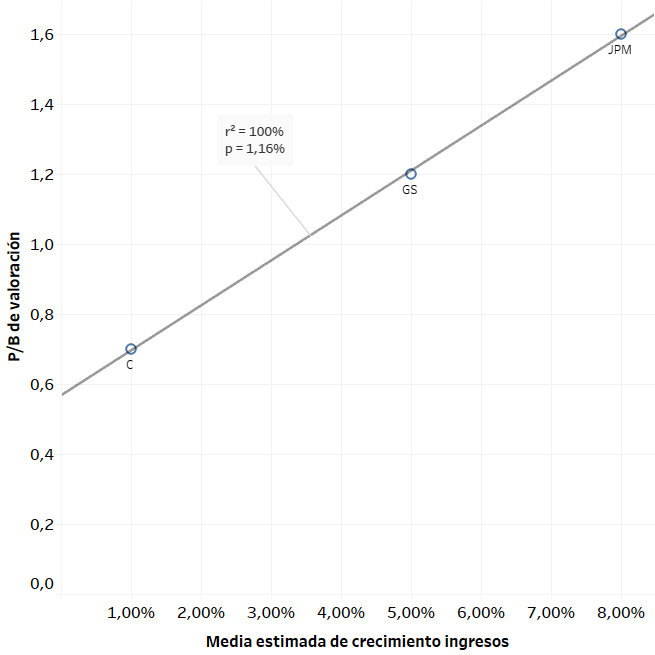 1,6
JPM
1,4
r² = 100%
p = 1,16%
1,2
GS
1,0
P/B de valoración
0,8
C
0,6
0,4
0,2
0,0
1,00% 2,00% 3,00% 4,00% 5,00% 6,00% 7,00% 8,00%
Media estimada de crecimiento ingresos